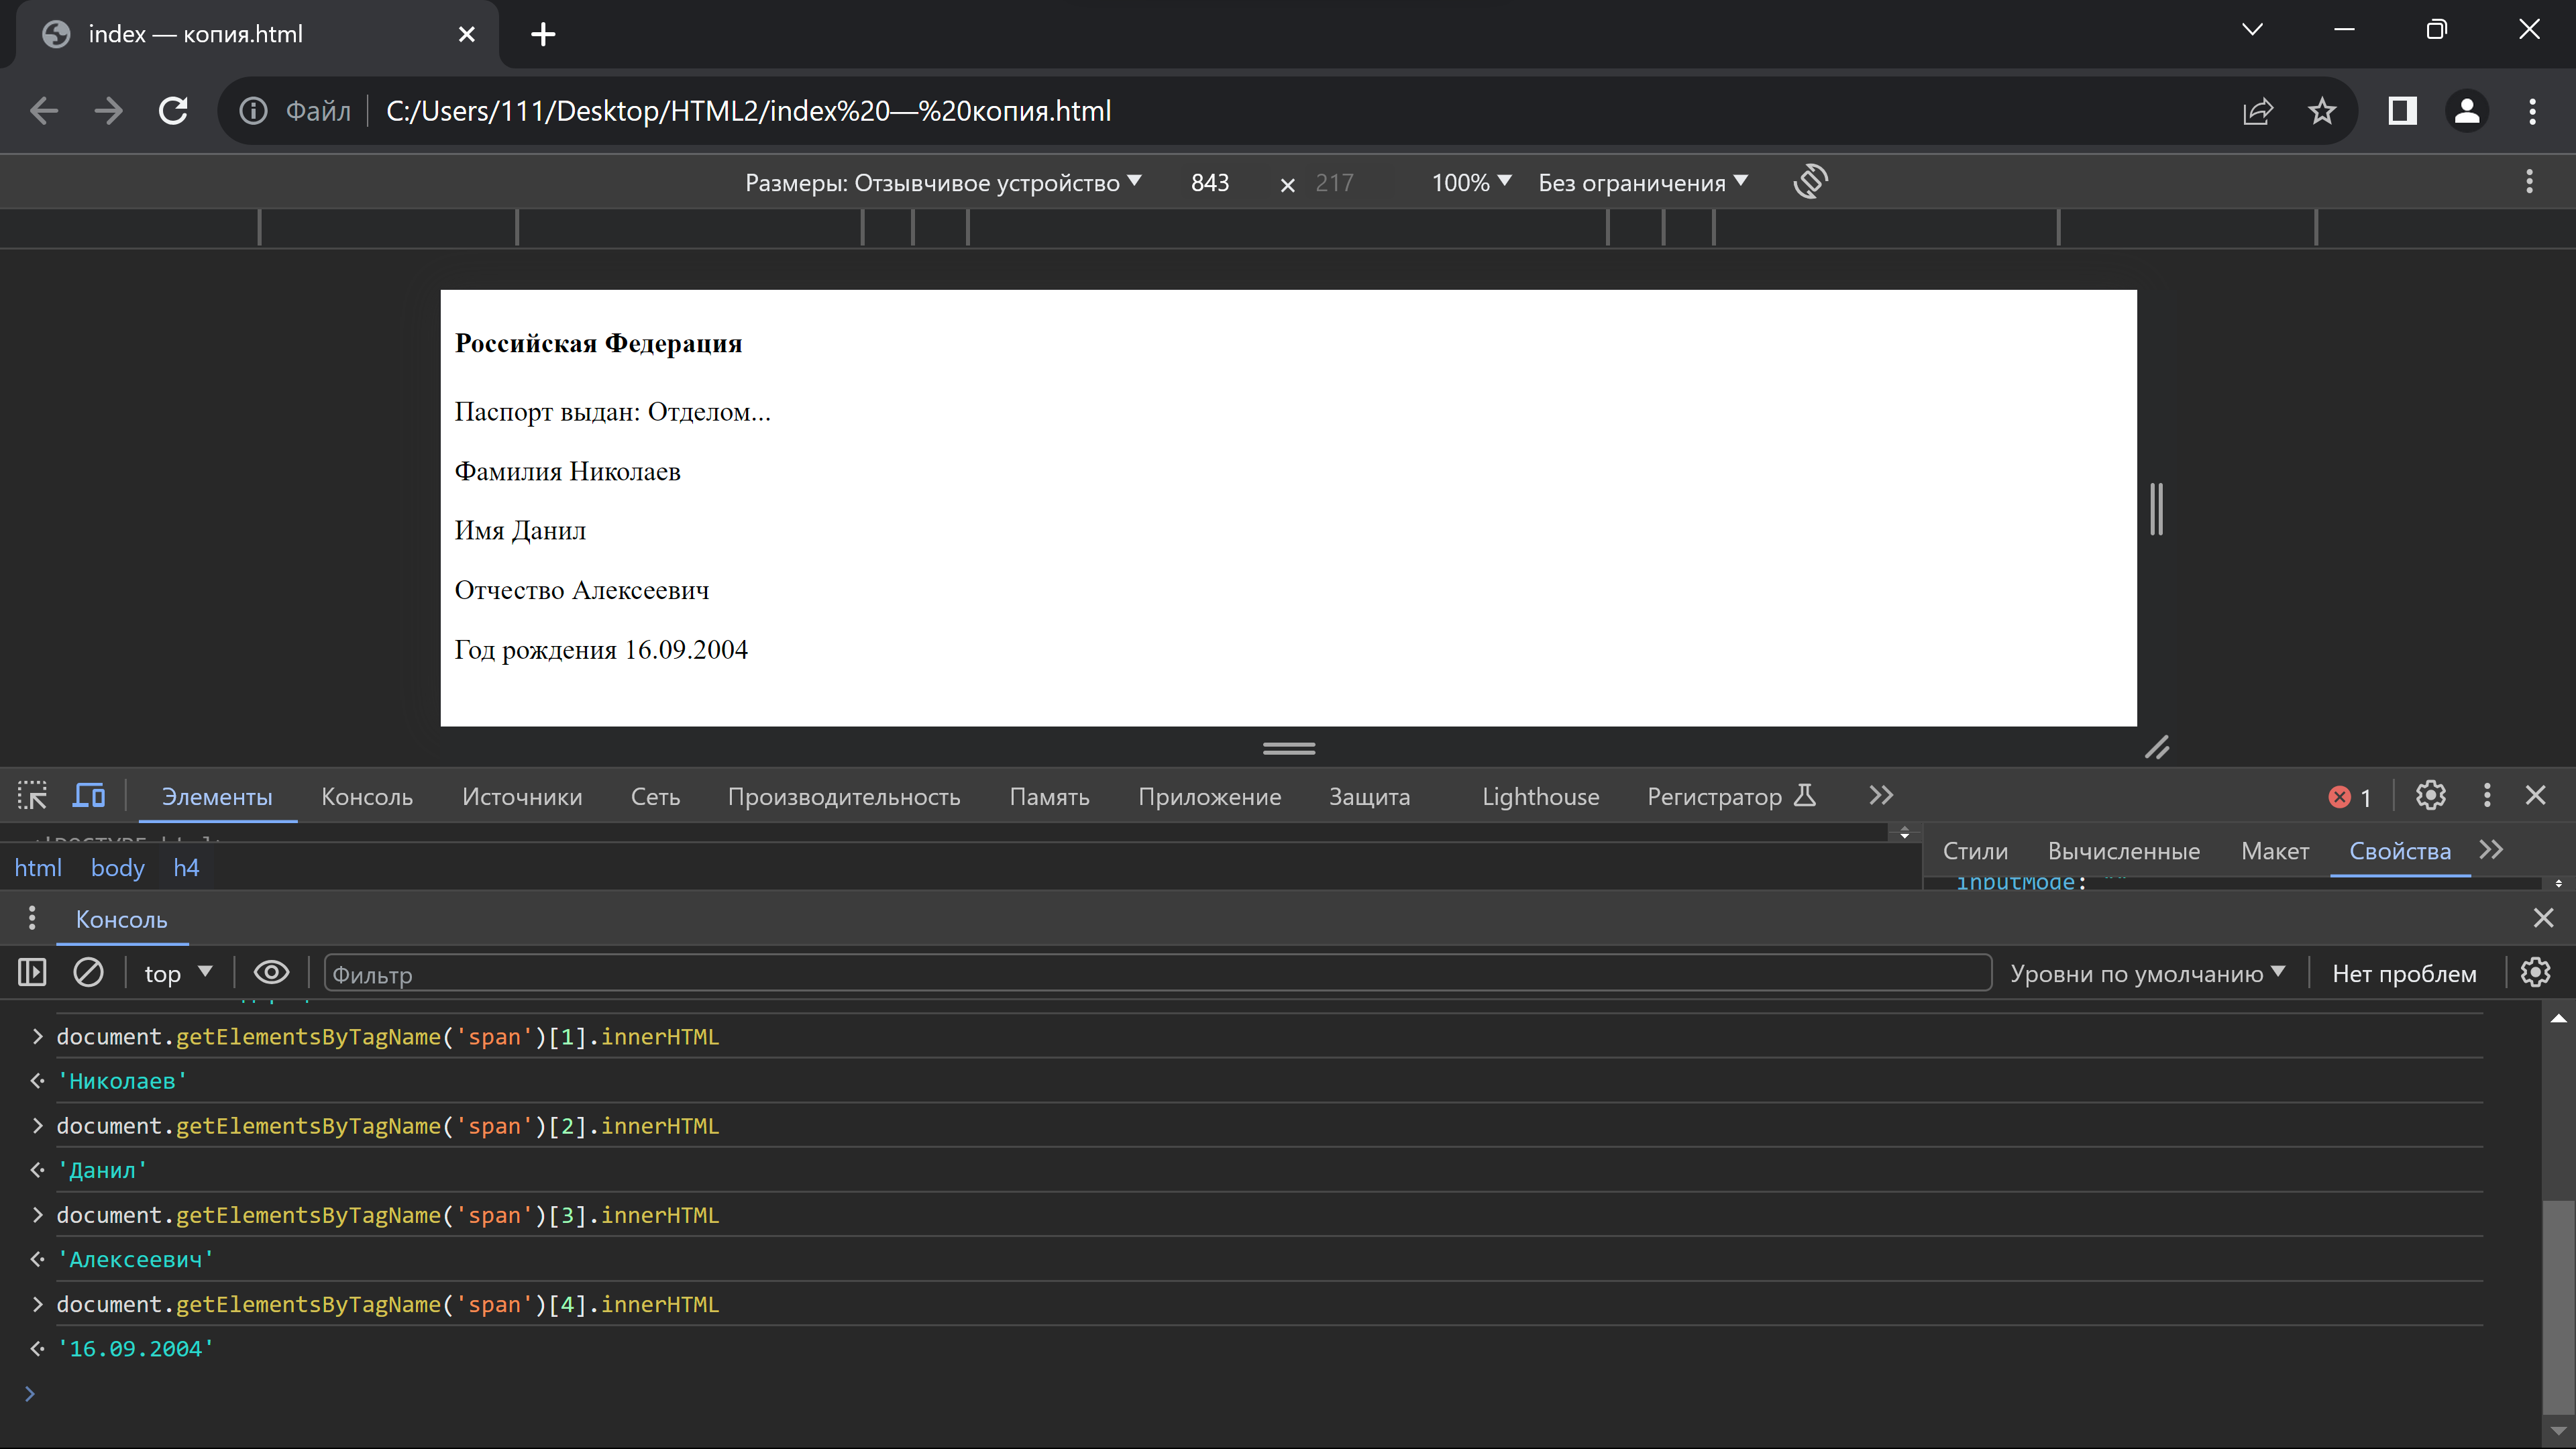 index — копия.html
Файл C:/Users/111/Desktop/HTML2/index%20—%20копия.html
Размеры: Отзывчивое устройство 843 × 217 100% Без ограничения
Российская Федерация
Паспорт выдан: Отделом...
Фамилия Николаев
Имя Данил
Отчество Алексеевич
Год рождения 16.09.2004
Элементы Консоль Источники Сеть Производительность Память Приложение Защита Lighthouse Регистратор 1
html body h4
Стили Вычисленные Макет Свойства
inputMode: ""
Консоль
top Фильтр Уровни по умолчанию Нет проблем
document.getElementsByTagName('span')[1].innerHTML
'Николаев'
document.getElementsByTagName('span')[2].innerHTML
'Данил'
document.getElementsByTagName('span')[3].innerHTML
'Алексеевич'
document.getElementsByTagName('span')[4].innerHTML
'16.09.2004'